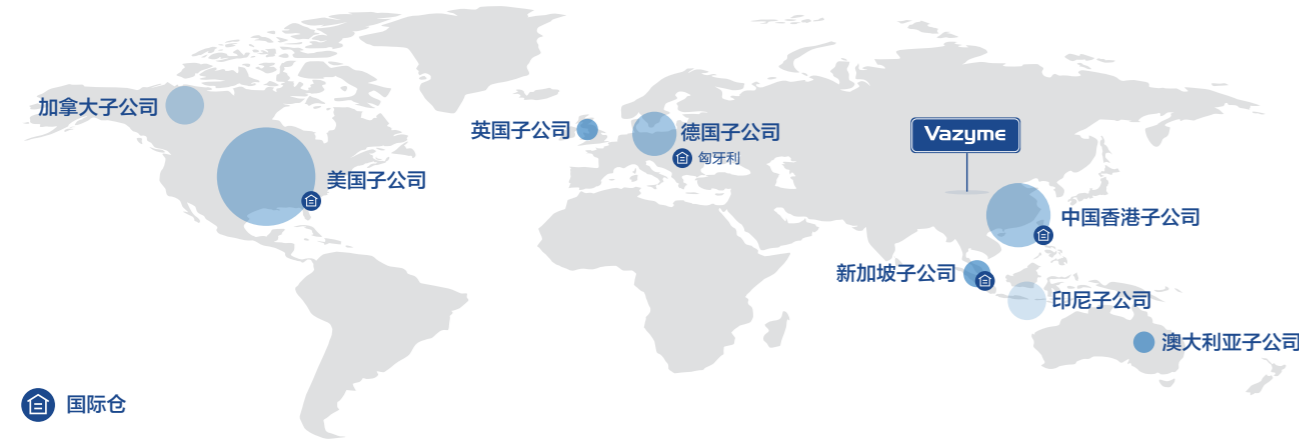 加拿大子公司
英国子公司
德国子公司
Vazyme
匈牙利
美国子公司
中国香港子公司
新加坡子公司
印尼子公司
澳大利亚子公司
国际仓